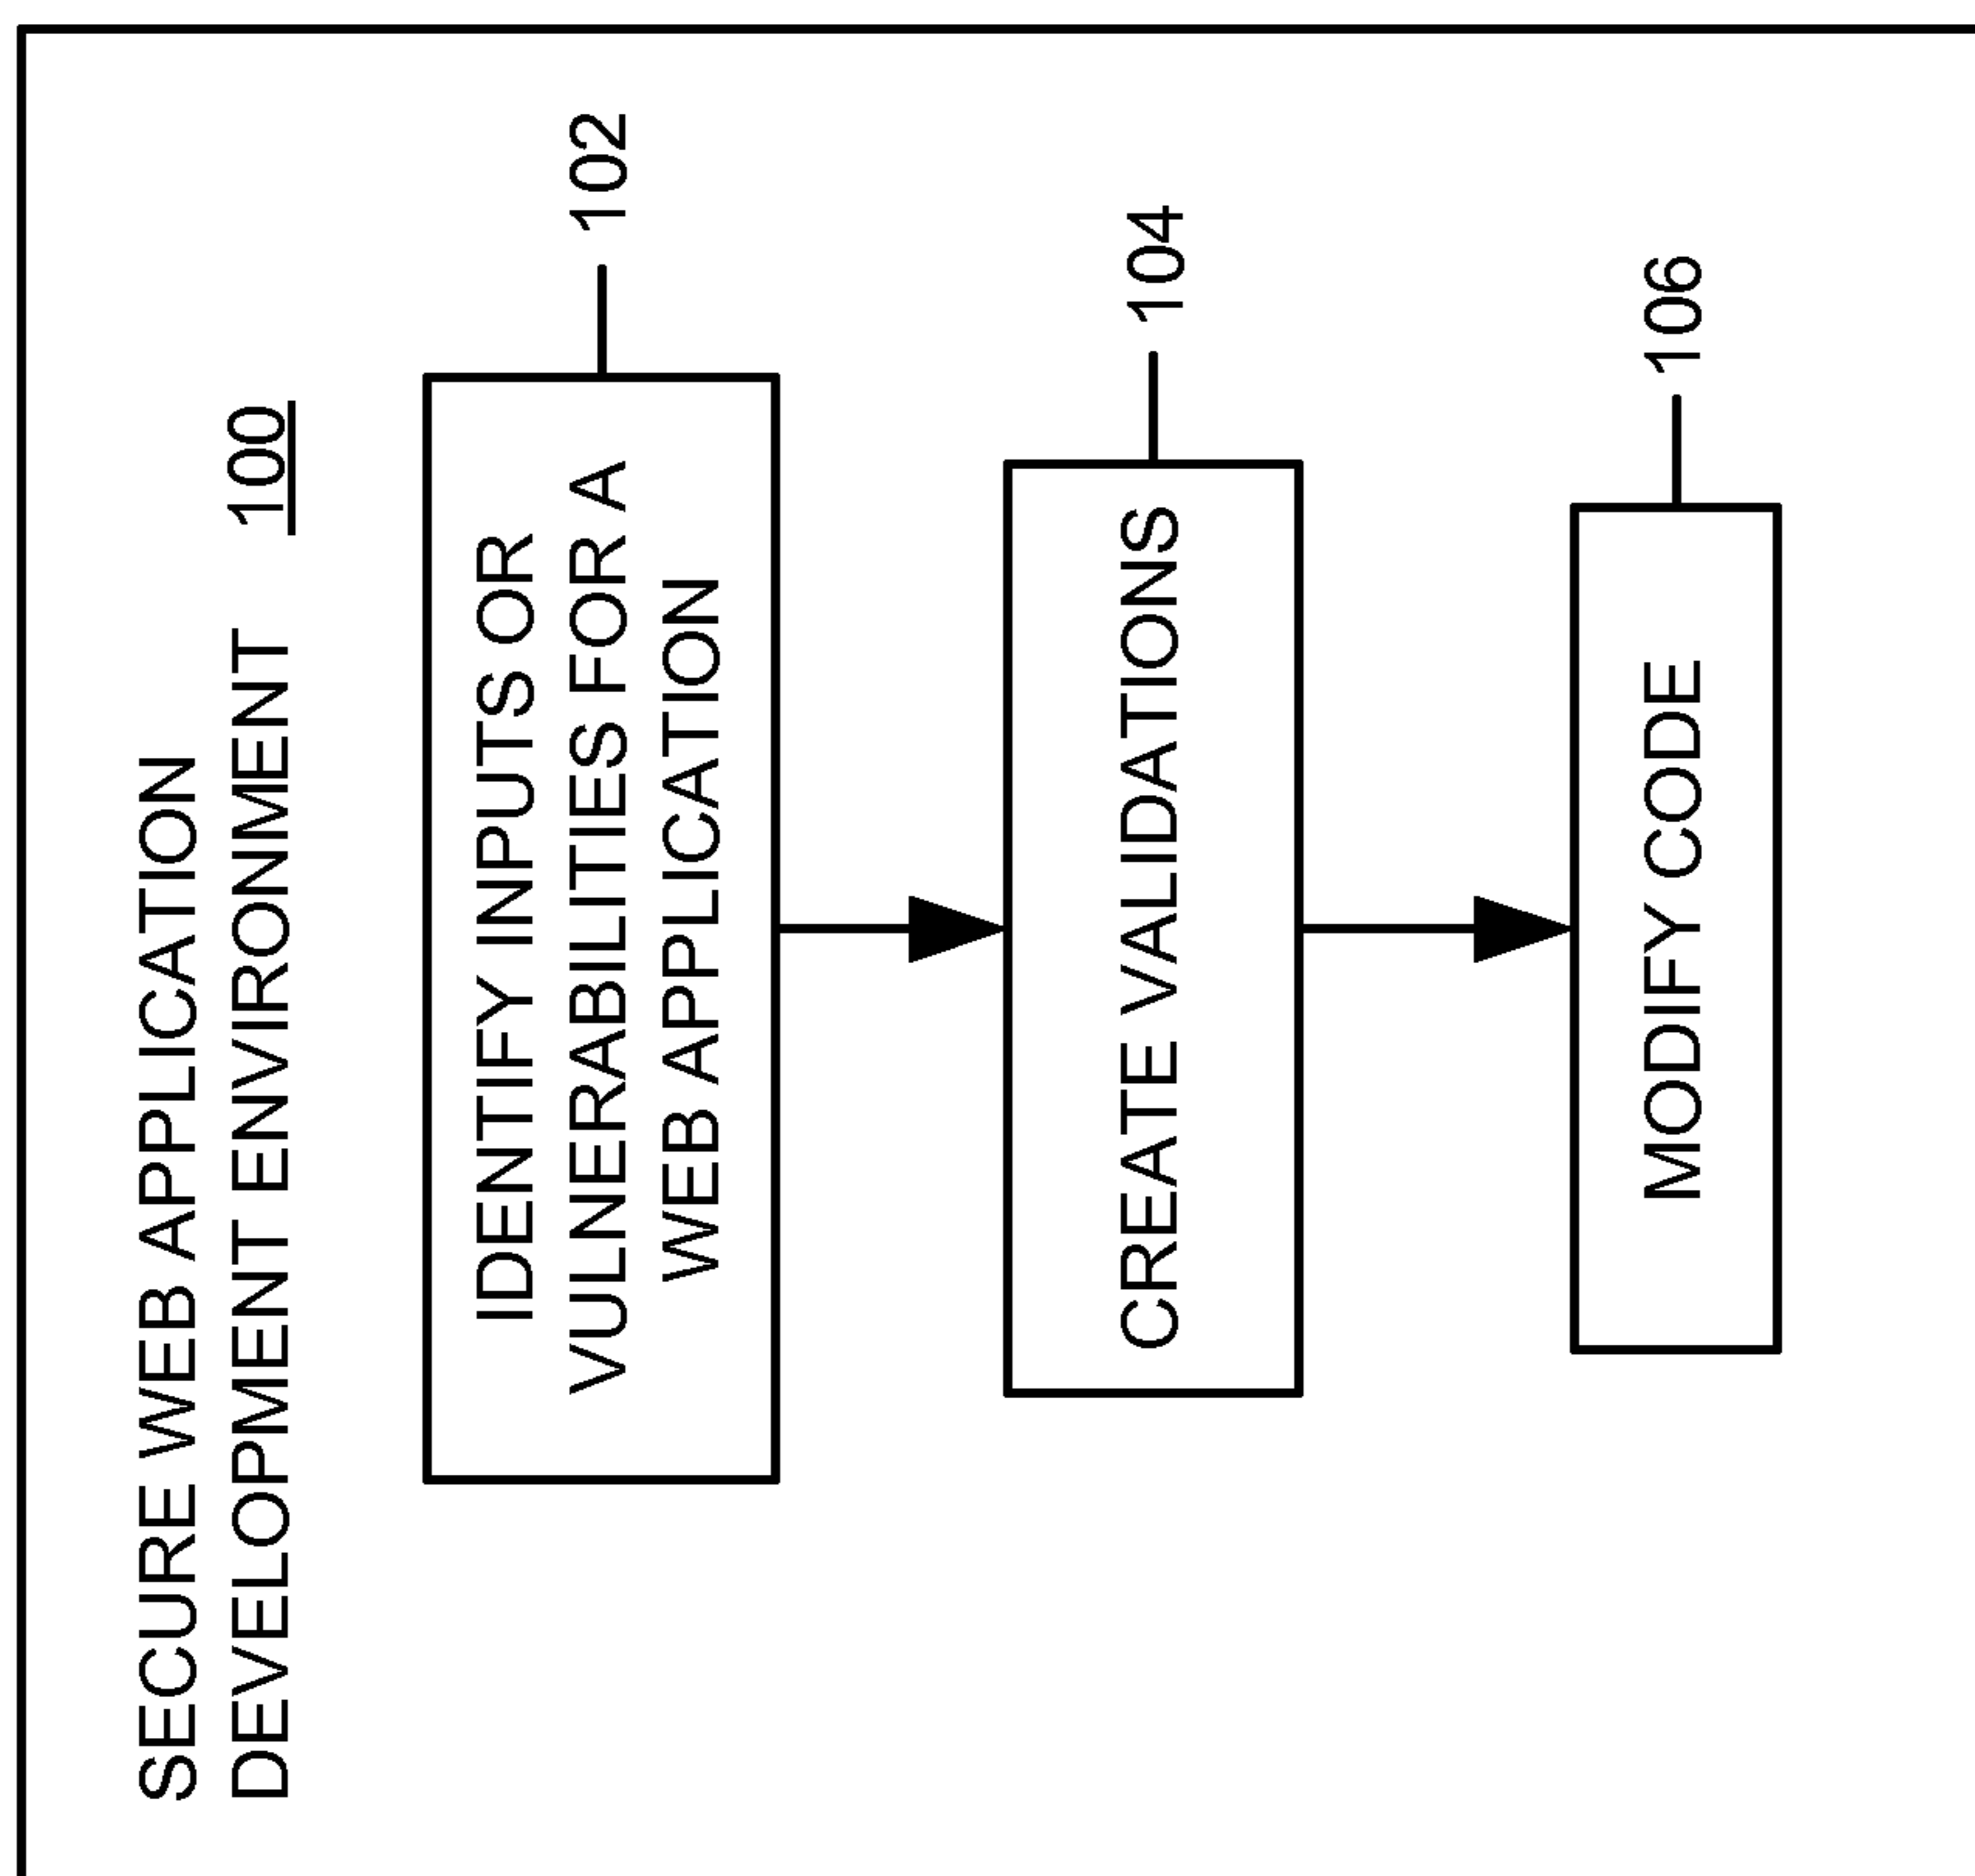 SECURE WEB APPLICATION
DEVELOPMENT ENVIRONMENT 100
IDENTIFY INPUTS OR
VULNERABILITIES FOR A
WEB APPLICATION
102
CREATE VALIDATIONS
104
MODIFY CODE
106